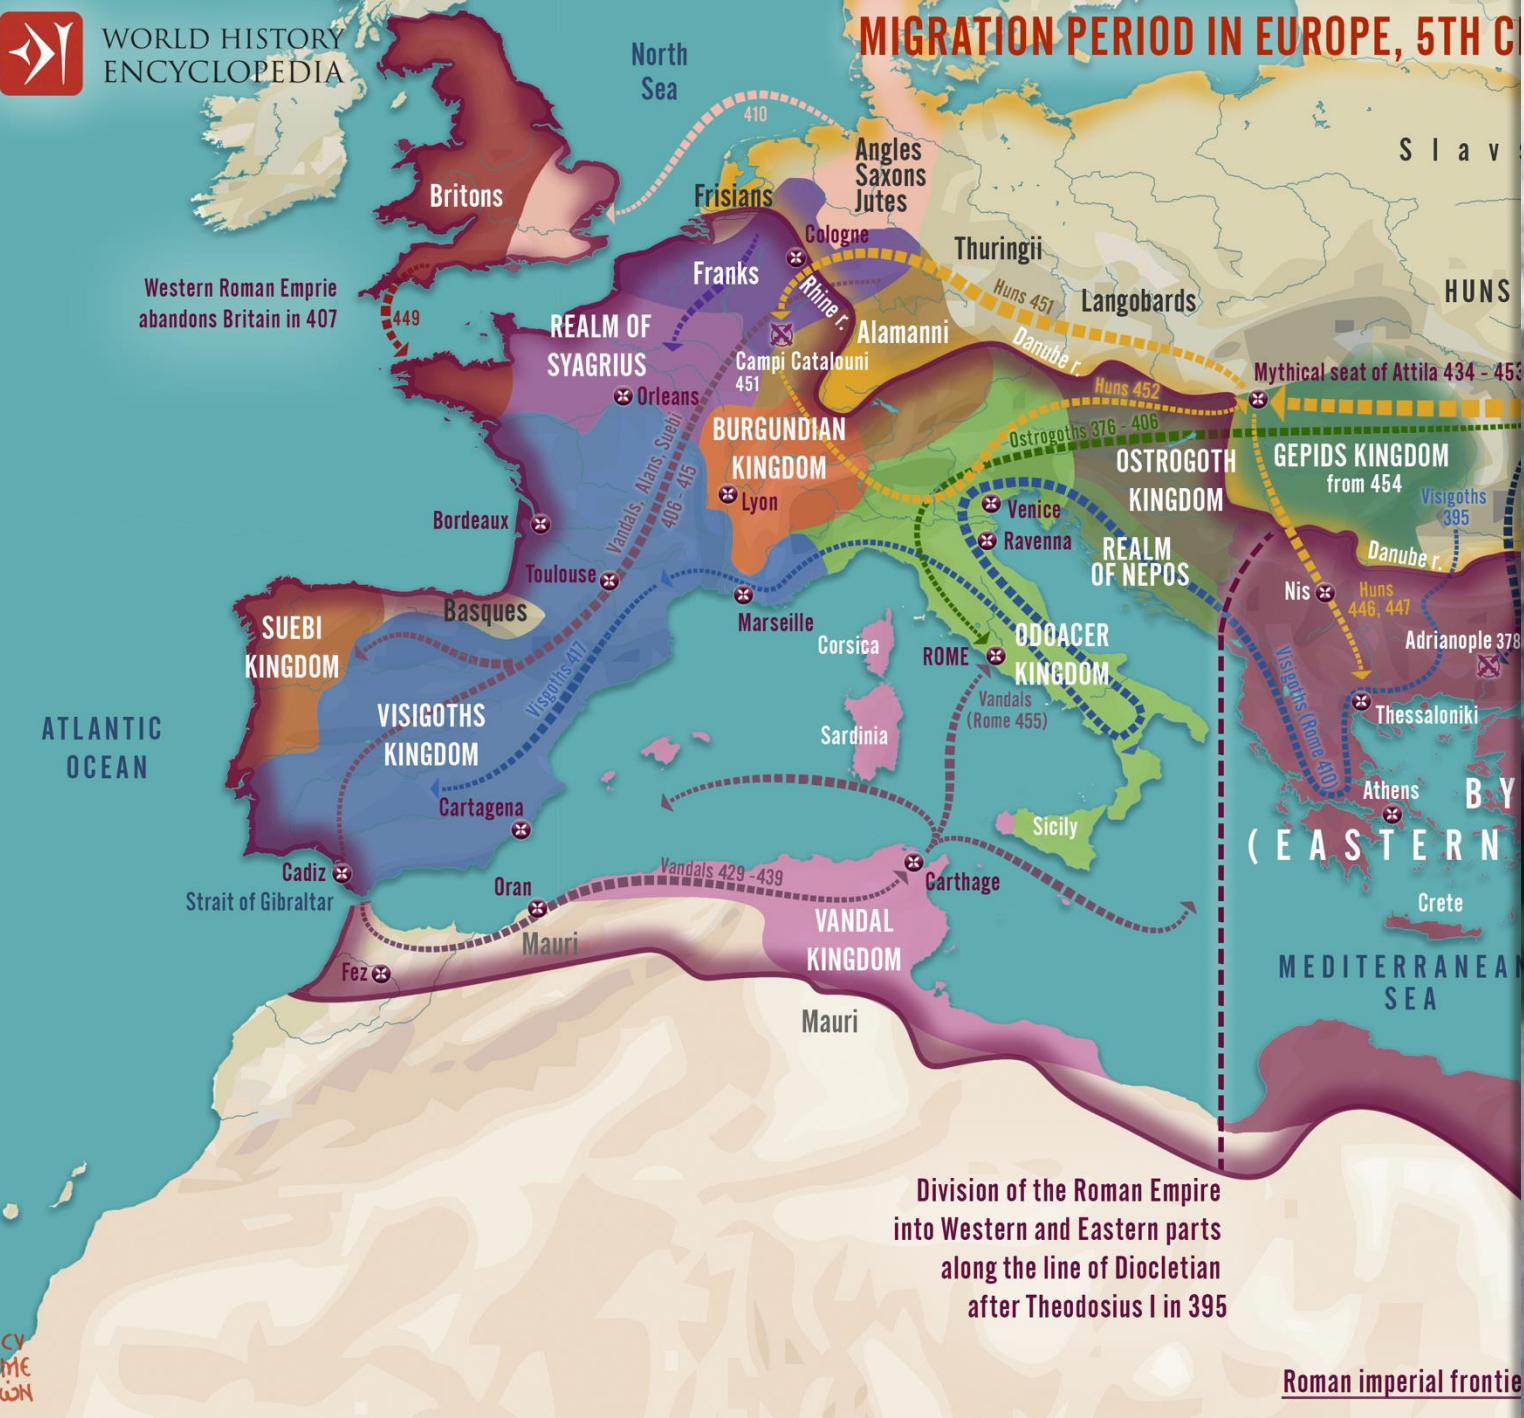 WORLD HISTORY
ENCYCLOPEDIA
MIGRATION PERIOD IN EUROPE, 5TH
North
Sea
410
Angles
Saxons
Jutes
Slav
Britons
Frisians
Cologne
Thuringii
Franks
Western Roman Emprie
abandons Britain in 407
449
Rhine r.
Huns 451
Langobards
HUNS
REALM OF
SYAGRIUS
Alamanni
Danube r.
Campi Catalouni
451
Mythical seat of Attila 434 - 453
Orleans
Huns 452
Ostrogoths 376 - 406
BURGUNDIAN
KINGDOM
OSTROGOTH
KINGDOM
GEPIDS KINGDOM
from 454
Vandals, Alans, Suebi
406 - 415
Lyon
Visigoths
395
Bordeaux
Venice
Ravenna
REALM
OF NEPOS
Danube r.
Toulouse
Nis
Huns
446, 447
Basques
Marseille
SUEBI
KINGDOM
Corsica
ROME
ODOACER
KINGDOM
Adrianople 378
Visgoths 417
Visigoths (Rome 410)
Vandals
(Rome 455)
VISIGOTHS
KINGDOM
Thessaloniki
ATLANTIC
OCEAN
Sardinia
Cartagena
Athens
BY
(EASTERN
Sicily
Cadiz
Strait of Gibraltar
Oran
Vandals 429 -439
Carthage
Crete
VANDAL
KINGDOM
Mauri
Fez
MEDITERRANEAN
SEA
Mauri
Division of the Roman Empire
into Western and Eastern parts
along the line of Diocletian
after Theodosius I in 395
Roman imperial frontie